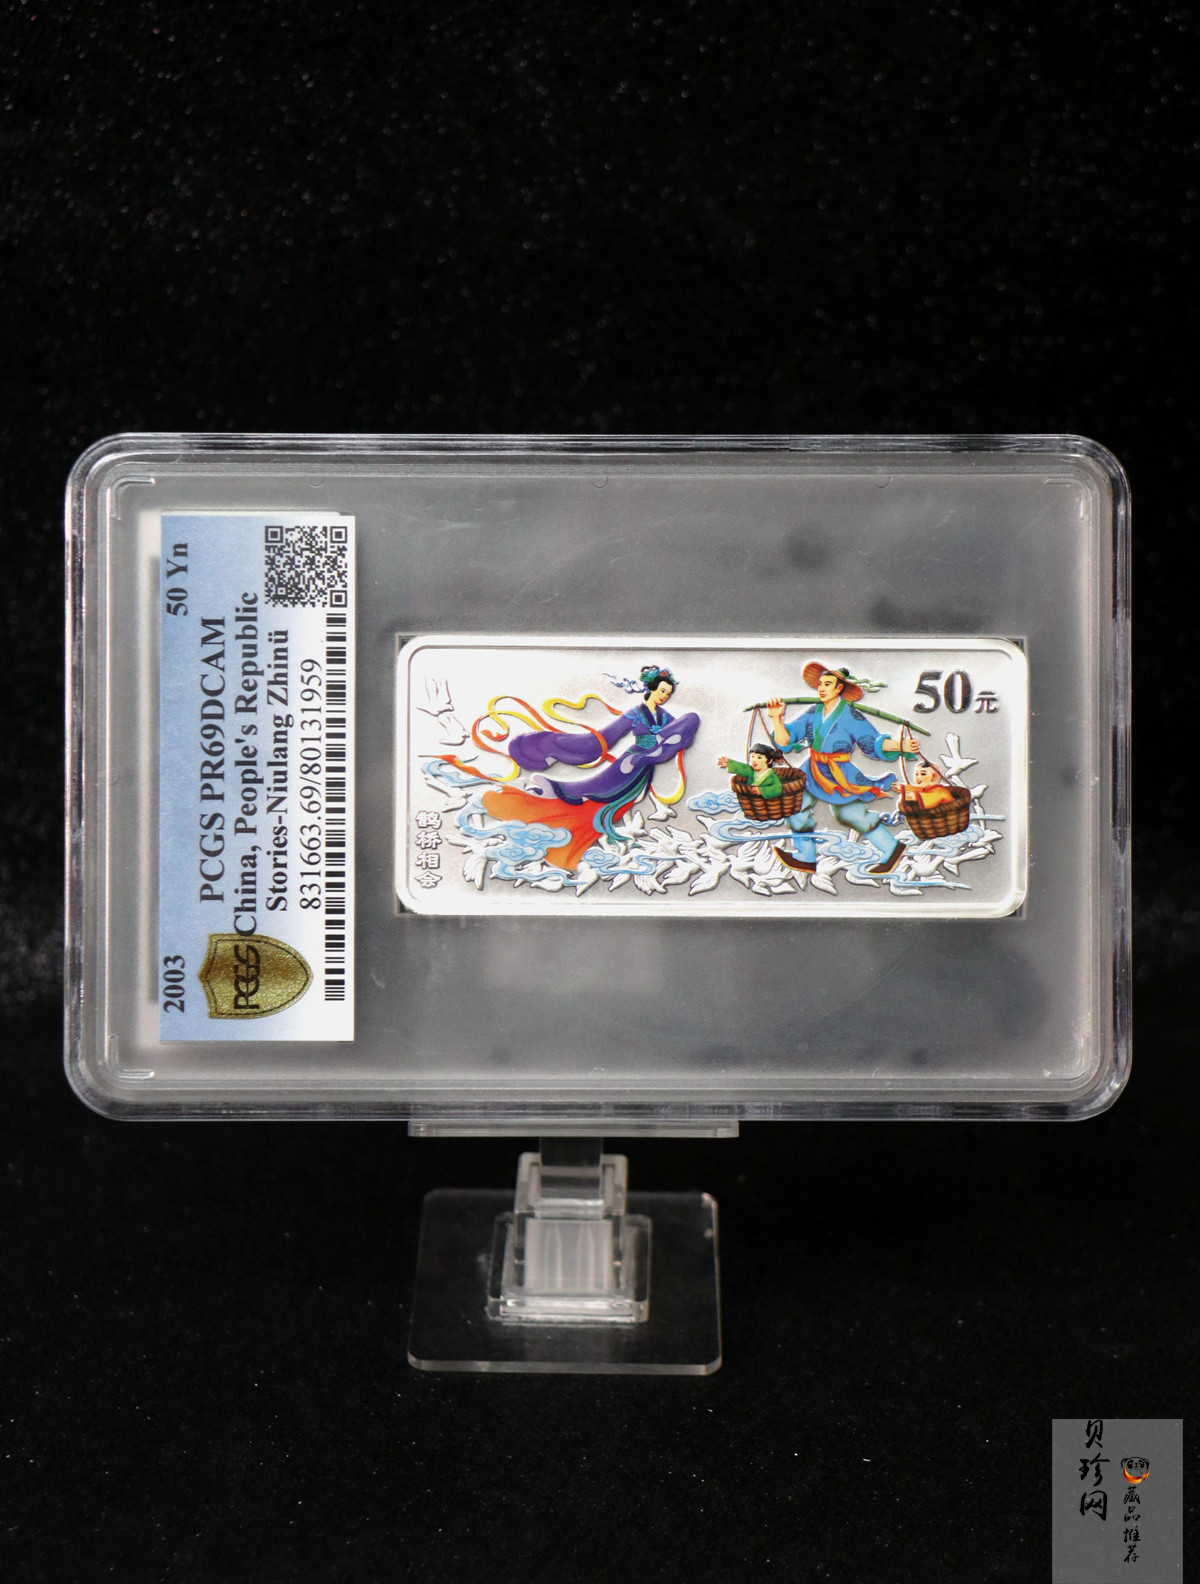 2003 50 Yn
PCGS PR69DCAM
China, People's Republic
Stories-Niulang Zhinü
831663.69/80131959
PCGS
50元
鹊桥相会
贝珍网
藏品推荐